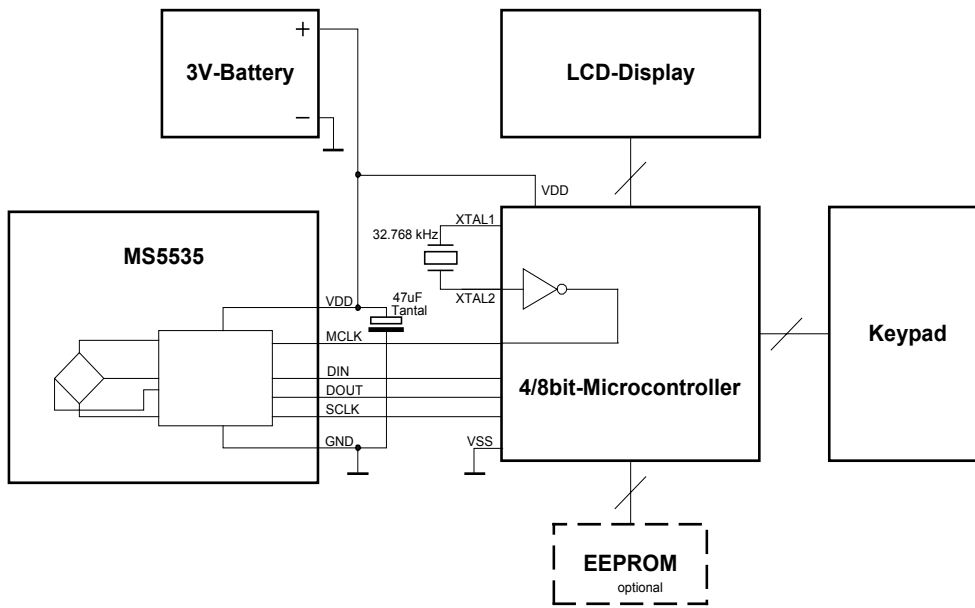 +
3V-Battery
−
LCD-Display
VDD
MS5535
XTAL1
32.768 kHz
XTAL2
VDD
47uF
Tantal
MCLK
DIN
DOUT
SCLK
GND
VSS
4/8bit-Microcontroller
Keypad
EEPROM
optional